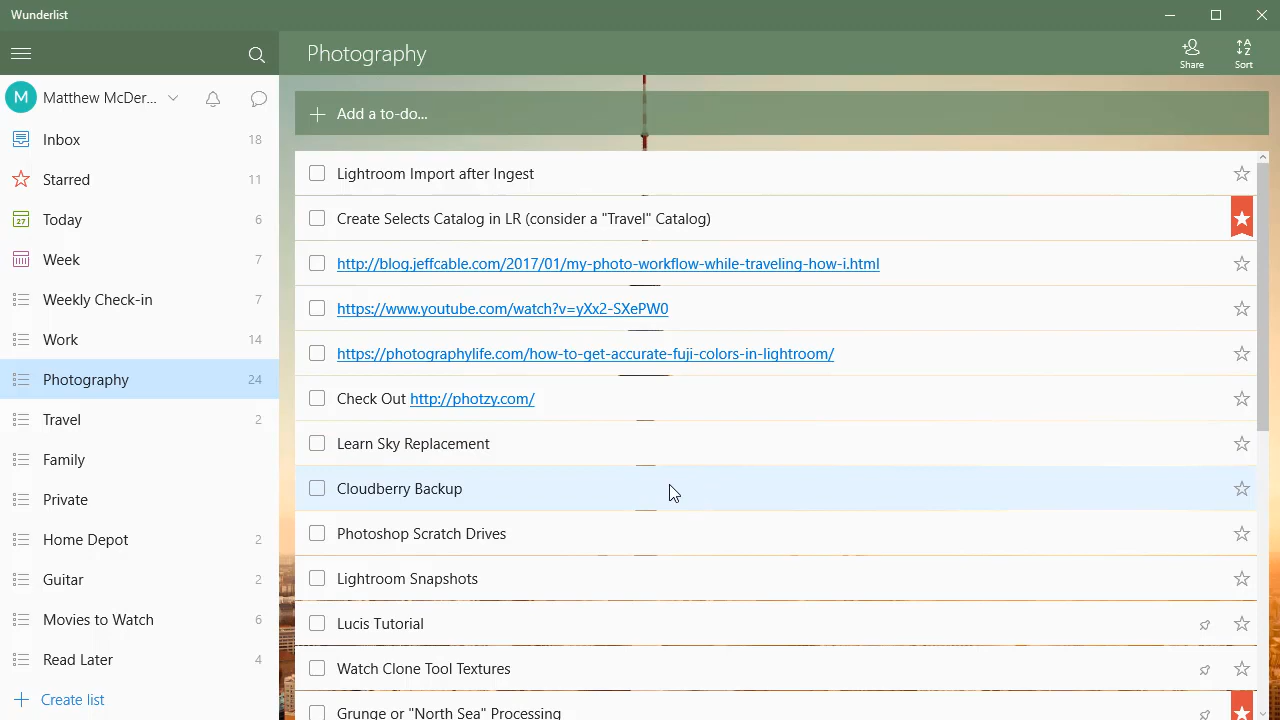 Wunderlist
Photography
Share
Sort
M
Matthew McDer...
Add a to-do...
Inbox 18
Starred 11
27 Today 6
Week 7
Weekly Check-in 7
Work 14
Photography 24
Travel 2
Family
Private
Home Depot 2
Guitar 2
Movies to Watch 6
Read Later 4
Create list
Lightroom Import after Ingest
Create Selects Catalog in LR (consider a "Travel" Catalog)
http://blog.jeffcable.com/2017/01/my-photo-workflow-while-traveling-how-i.html
https://www.youtube.com/watch?v=yXx2-SXePW0
https://photographylife.com/how-to-get-accurate-fuji-colors-in-lightroom/
Check Out http://photzy.com/
Learn Sky Replacement
Cloudberry Backup
Photoshop Scratch Drives
Lightroom Snapshots
Lucis Tutorial
Watch Clone Tool Textures
Grunge or "North Sea" Processing